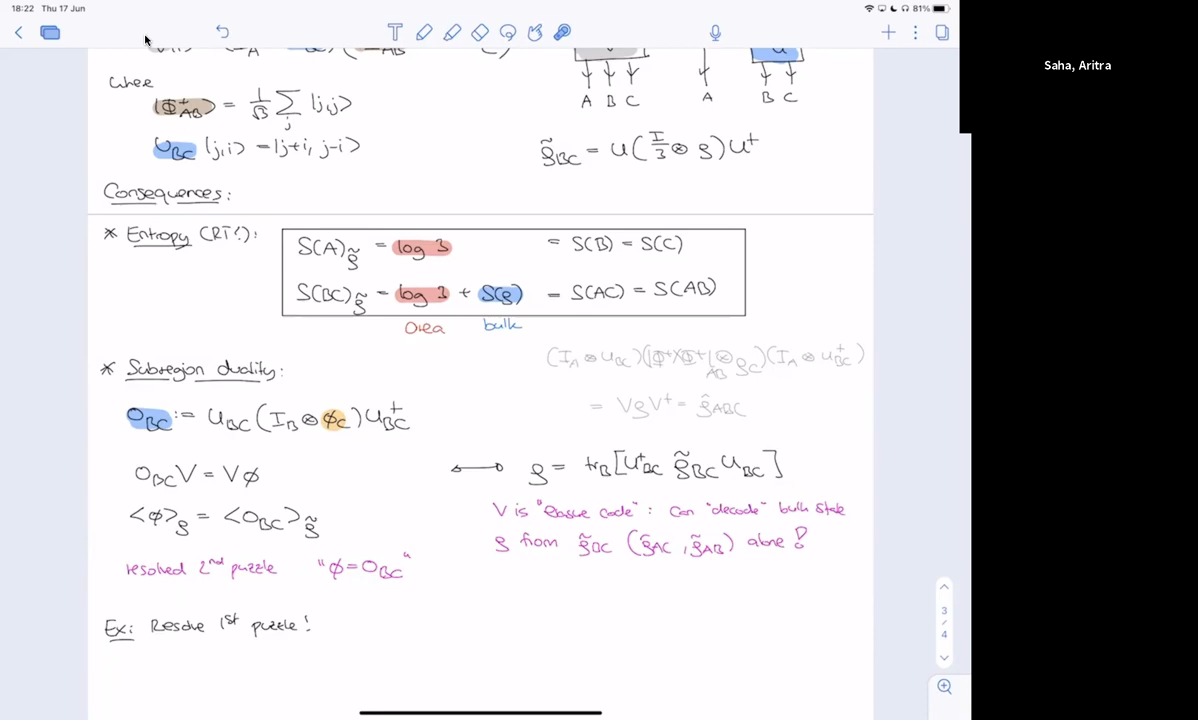 18:22 Thu 17 Jun
81%
Saha, Aritra
A B C A B C
where
|Φ⁺_AB⟩ = 1/√3 ∑_j |j,j⟩
U_BC |j,i⟩ = |j+i, j-i⟩
ρ̃_BC = U(I/3 ⊗ ρ)U†
Consequences:
* Entropy (RT!):
S(A)_ρ̃ = log 3 = S(B) = S(C)
S(BC)_ρ̃ = log 3 + S(ρ) = S(AC) = S(AB)
area bulk
* Subregion duality:
(I_A ⊗ U_BC)(|Φ⁺⟩⟨Φ⁺|_AB ⊗ ρ_C)(I_A ⊗ U†_BC)
= VρV† = ρ̃_ABC
O_BC := U_BC (I_B ⊗ ϕ_C) U†_BC
O_BC V = V ϕ
⟷ ρ = tr_B[U†_BC ρ̃_BC U_BC]
⟨ϕ⟩_ρ = ⟨O_BC⟩_ρ̃
V is "erasure code": Can "decode" bulk state
ρ from ρ̃_BC (ρ̃_AC, ρ̃_AB) alone!
resolved 2nd puzzle "ϕ = O_BC"
Ex: Resolve 1st puzzle!
3
/
4